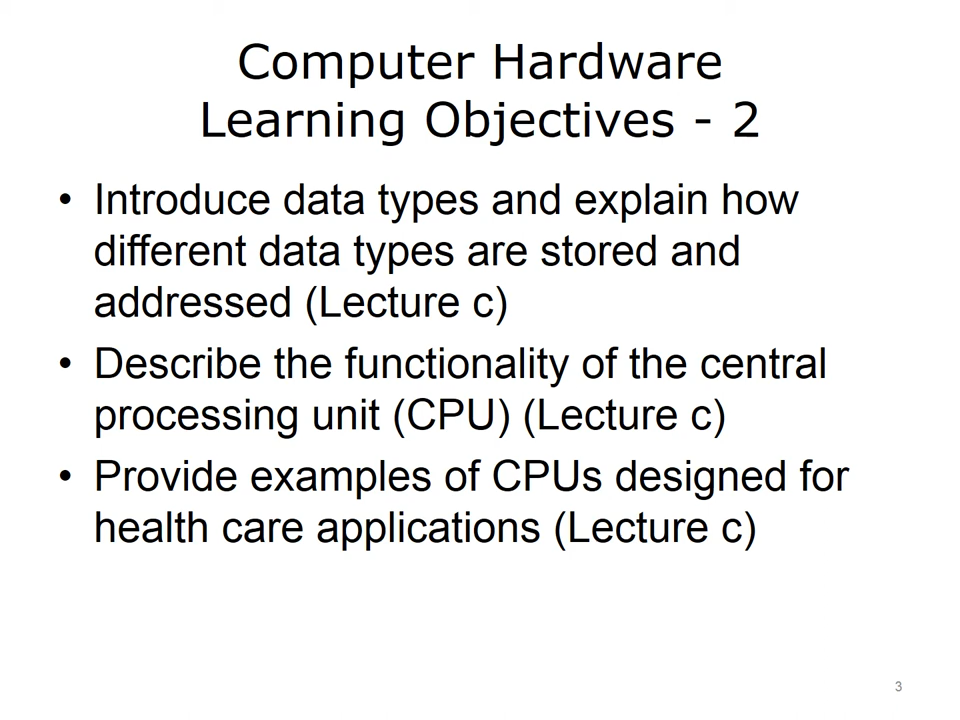 Computer Hardware
Learning Objectives - 2
• Introduce data types and explain how
different data types are stored and
addressed (Lecture c)
• Describe the functionality of the central
processing unit (CPU) (Lecture c)
• Provide examples of CPUs designed for
health care applications (Lecture c)
3